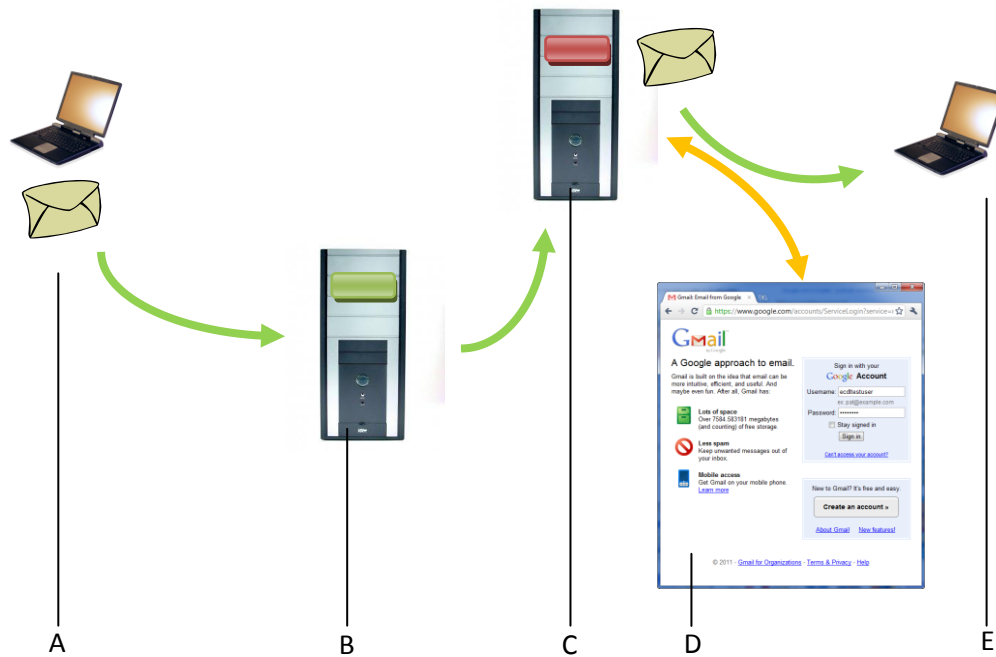 Gmail: Email from Google
https://www.google.com/accounts/ServiceLogin?service=r
Gmail
by Google
A Google approach to email.
Gmail is built on the idea that email can be
more intuitive, efficient, and useful. And
maybe even fun. After all, Gmail has:
Lots of space
Over 7584.583181 megabytes
(and counting) of free storage.
Less spam
Keep unwanted messages out of
your inbox.
Mobile access
Get Gmail on your mobile phone.
Learn more
Sign in with your
Google Account
Username: ecdltestuser
ex: pat@example.com
Password: ********
Stay signed in
Sign in
Can't access your account?
New to Gmail? It's free and easy.
Create an account »
About Gmail New features!
© 2011 - Gmail for Organizations - Terms & Privacy - Help
A B C D E